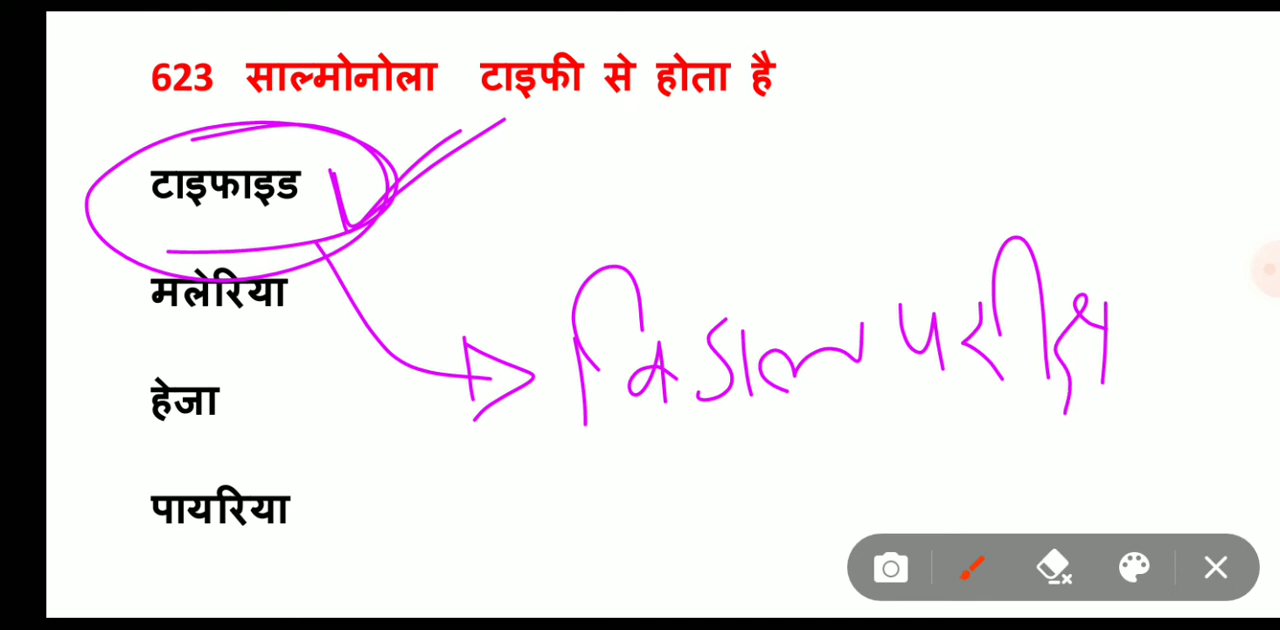 623 साल्मोनोला टाइफी से होता है
टाइफाइड
मलेरिया
विडाल परीक्ष
हेजा
पायरिया